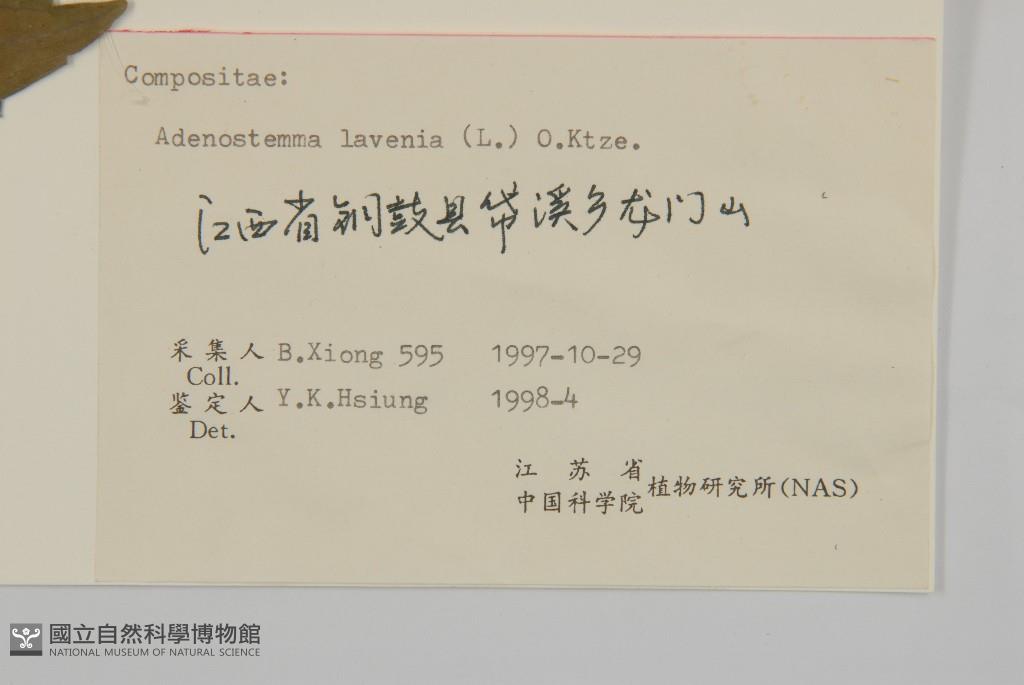 Compositae:
Adenostemma lavenia (L.) O.Ktze.
江西省铜鼓县带溪乡龙门山
采集人 B.Xiong 595 1997-10-29
Coll.
鉴定人 Y.K.Hsiung 1998-4
Det.
江苏省
中国科学院 植物研究所(NAS)
國立自然科學博物館
NATIONAL MUSEUM OF NATURAL SCIENCE